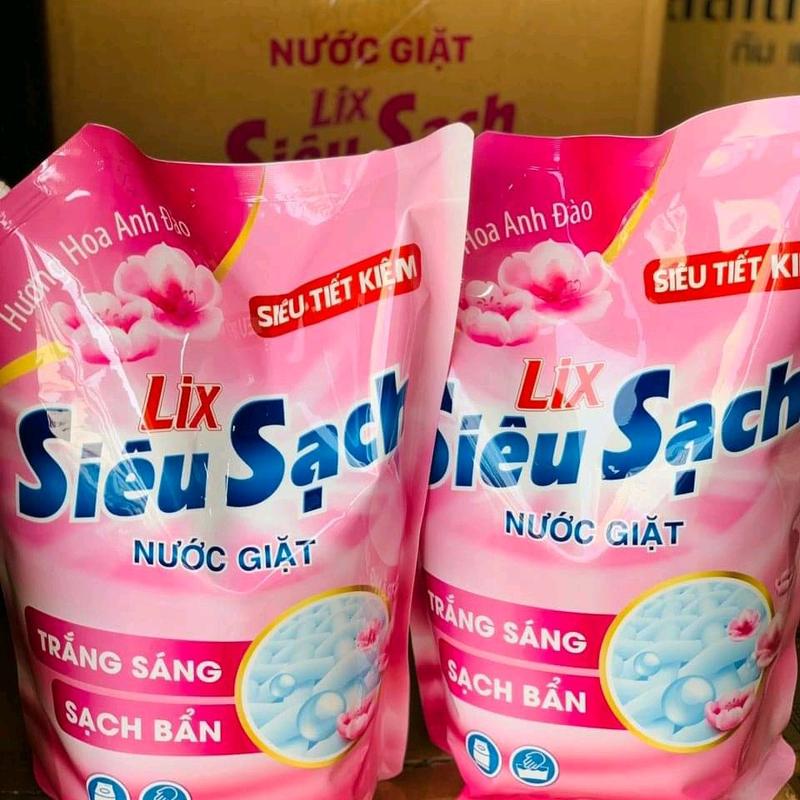 NƯỚC GIẶT
Lix
Siêu Sạch
Hương Hoa Anh Đào
SIÊU TIẾT KIỆM
Lix
Siêu Sạch
NƯỚC GIẶT
TRẮNG SÁNG
SẠCH BẨN
Hoa Anh Đào
SIÊU TIẾT
Lix
Siêu Sạch
NƯỚC GIẶT
TRẮNG SÁNG
SẠCH BẨN